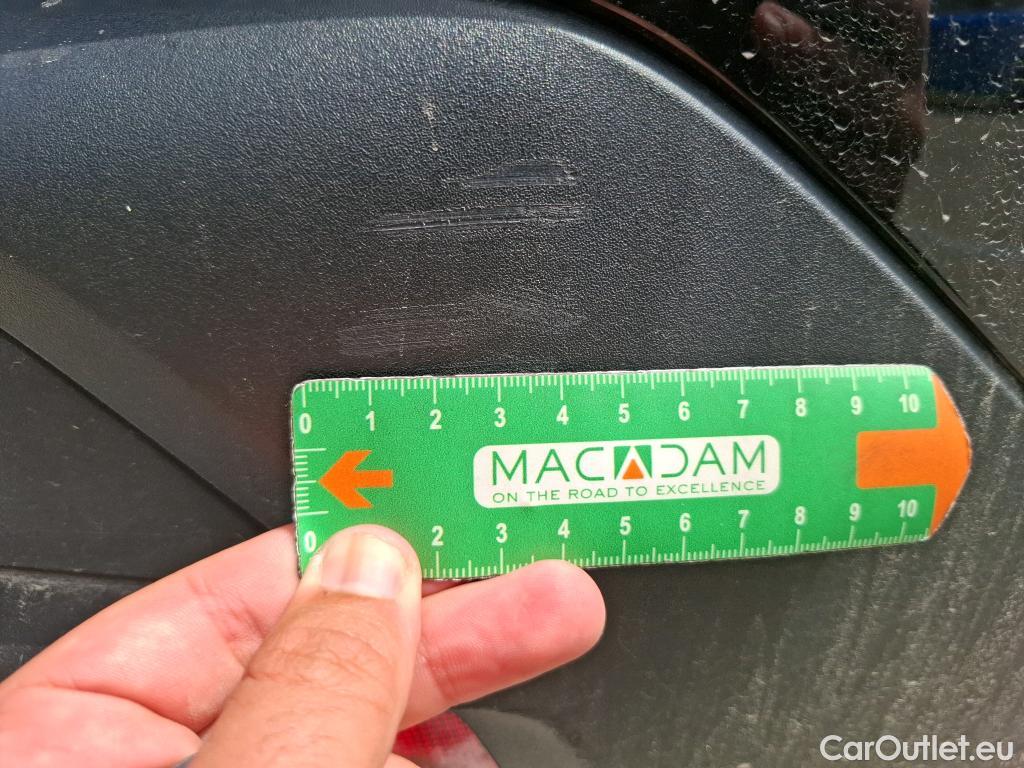 0 1 2 3 4 5 6 7 8 9 10
MACADAM
ON THE ROAD TO EXCELLENCE
0 2 3 4 5 6 7 8 9 10
CarOutlet.eu